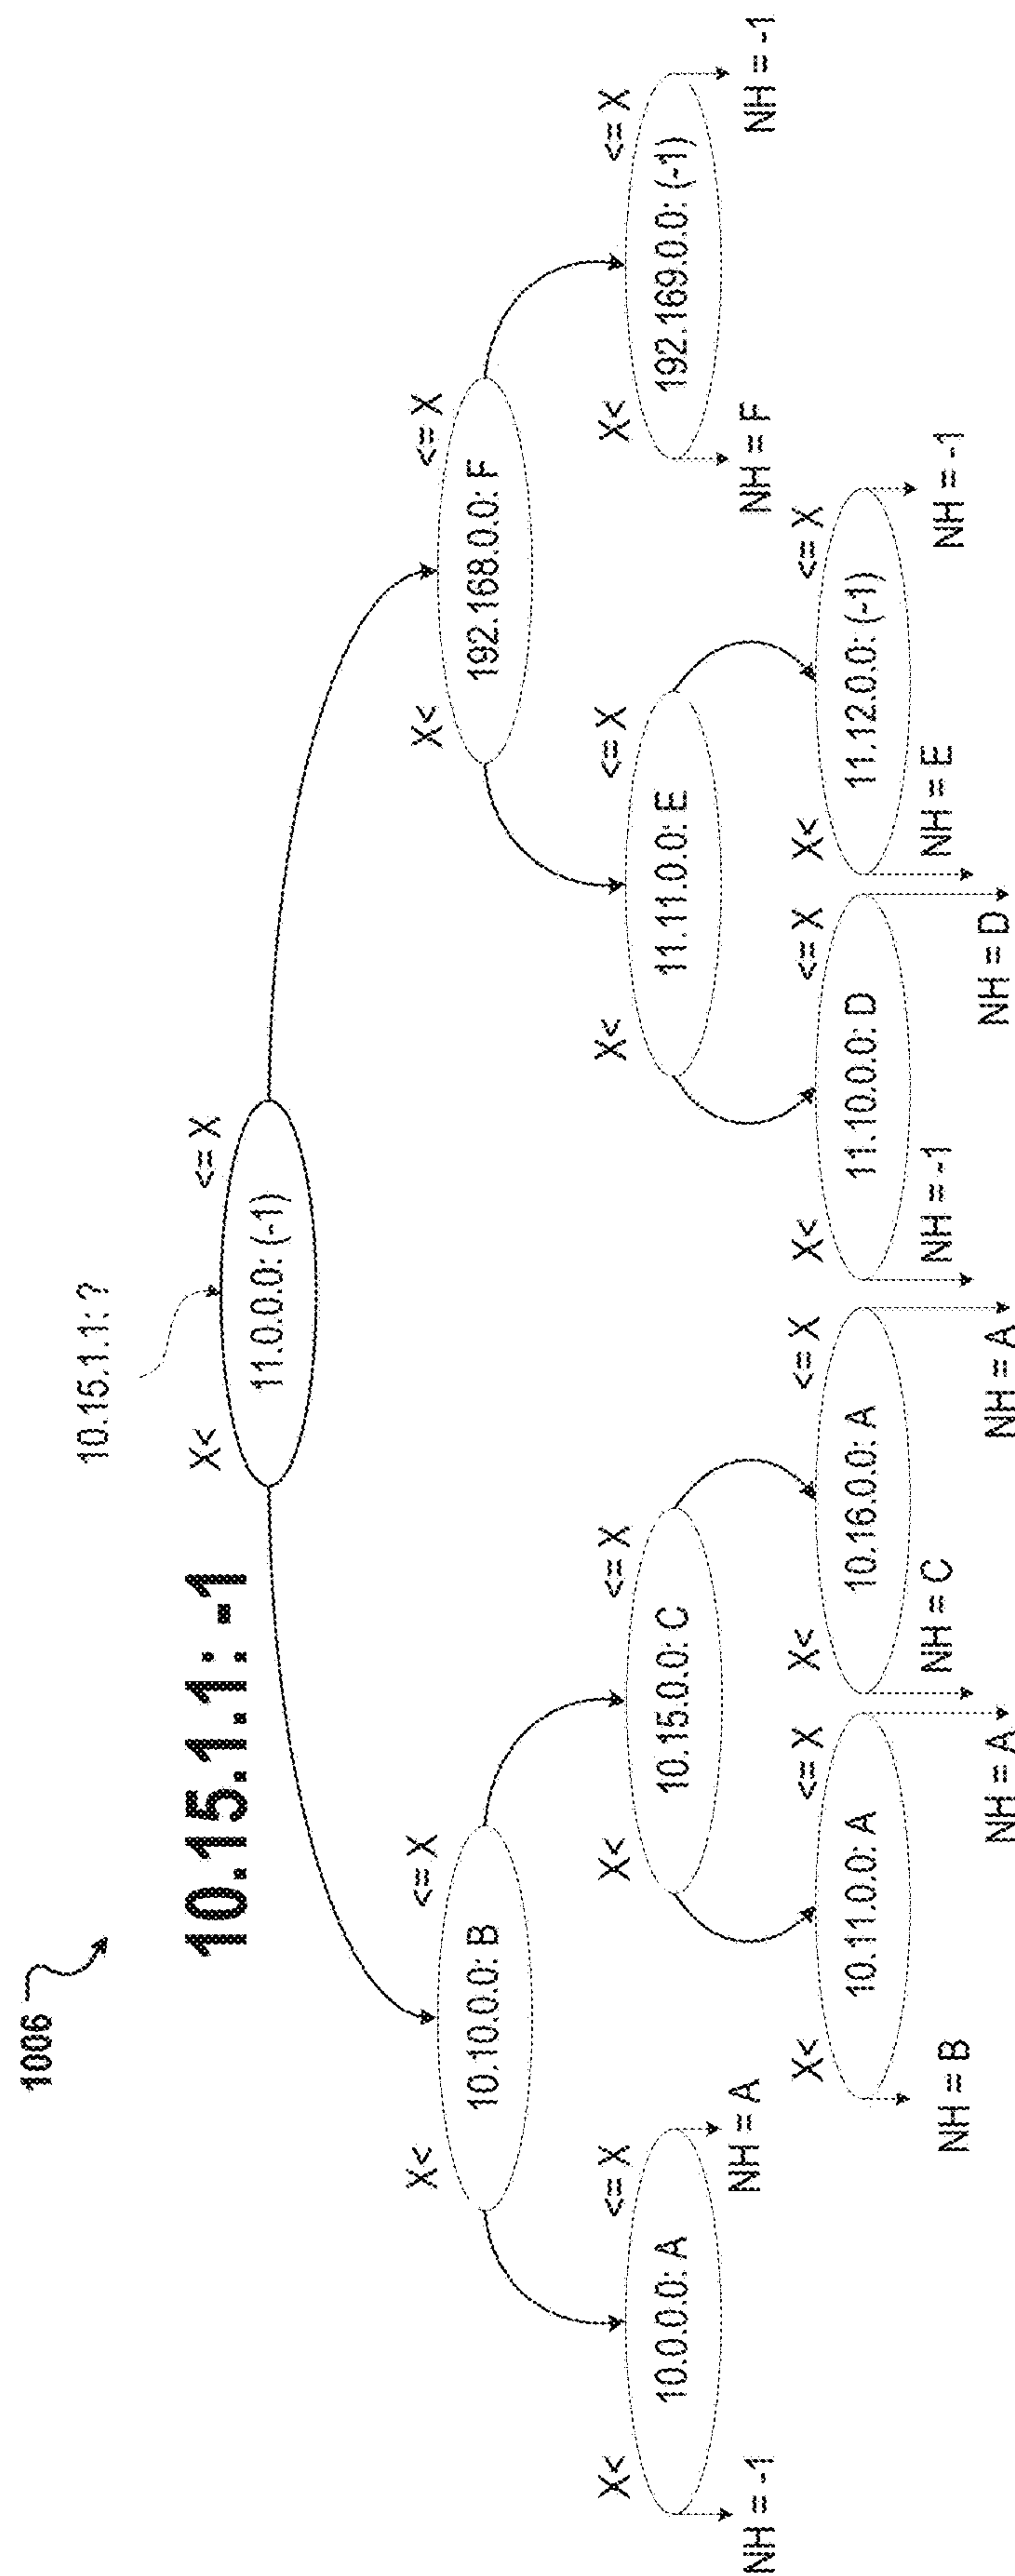 1006
10.15.1.1: -1
10.15.1.1: ?
X<
<= X
11.0.0.0: (-1)
X<
<= X
10.10.0.0: B
X<
<= X
192.168.0.0: F
X<
<= X
10.0.0.0: A
NH = -1
NH = A
X<
<= X
10.15.0.0: C
X<
<= X
11.11.0.0: E
X<
<= X
192.169.0.0: (-1)
NH = F
NH = -1
X<
<= X
10.11.0.0: A
NH = B
NH = A
X<
<= X
10.16.0.0: A
NH = C
NH = A
X<
<= X
11.10.0.0: D
NH = -1
NH = D
X<
<= X
11.12.0.0: (-1)
NH = E
NH = -1